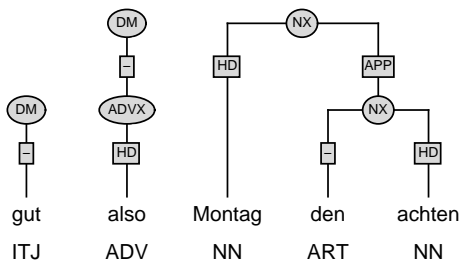 DM NX
– HD APP
DM ADVX NX
– HD – HD
gut also Montag den achten
ITJ ADV NN ART NN